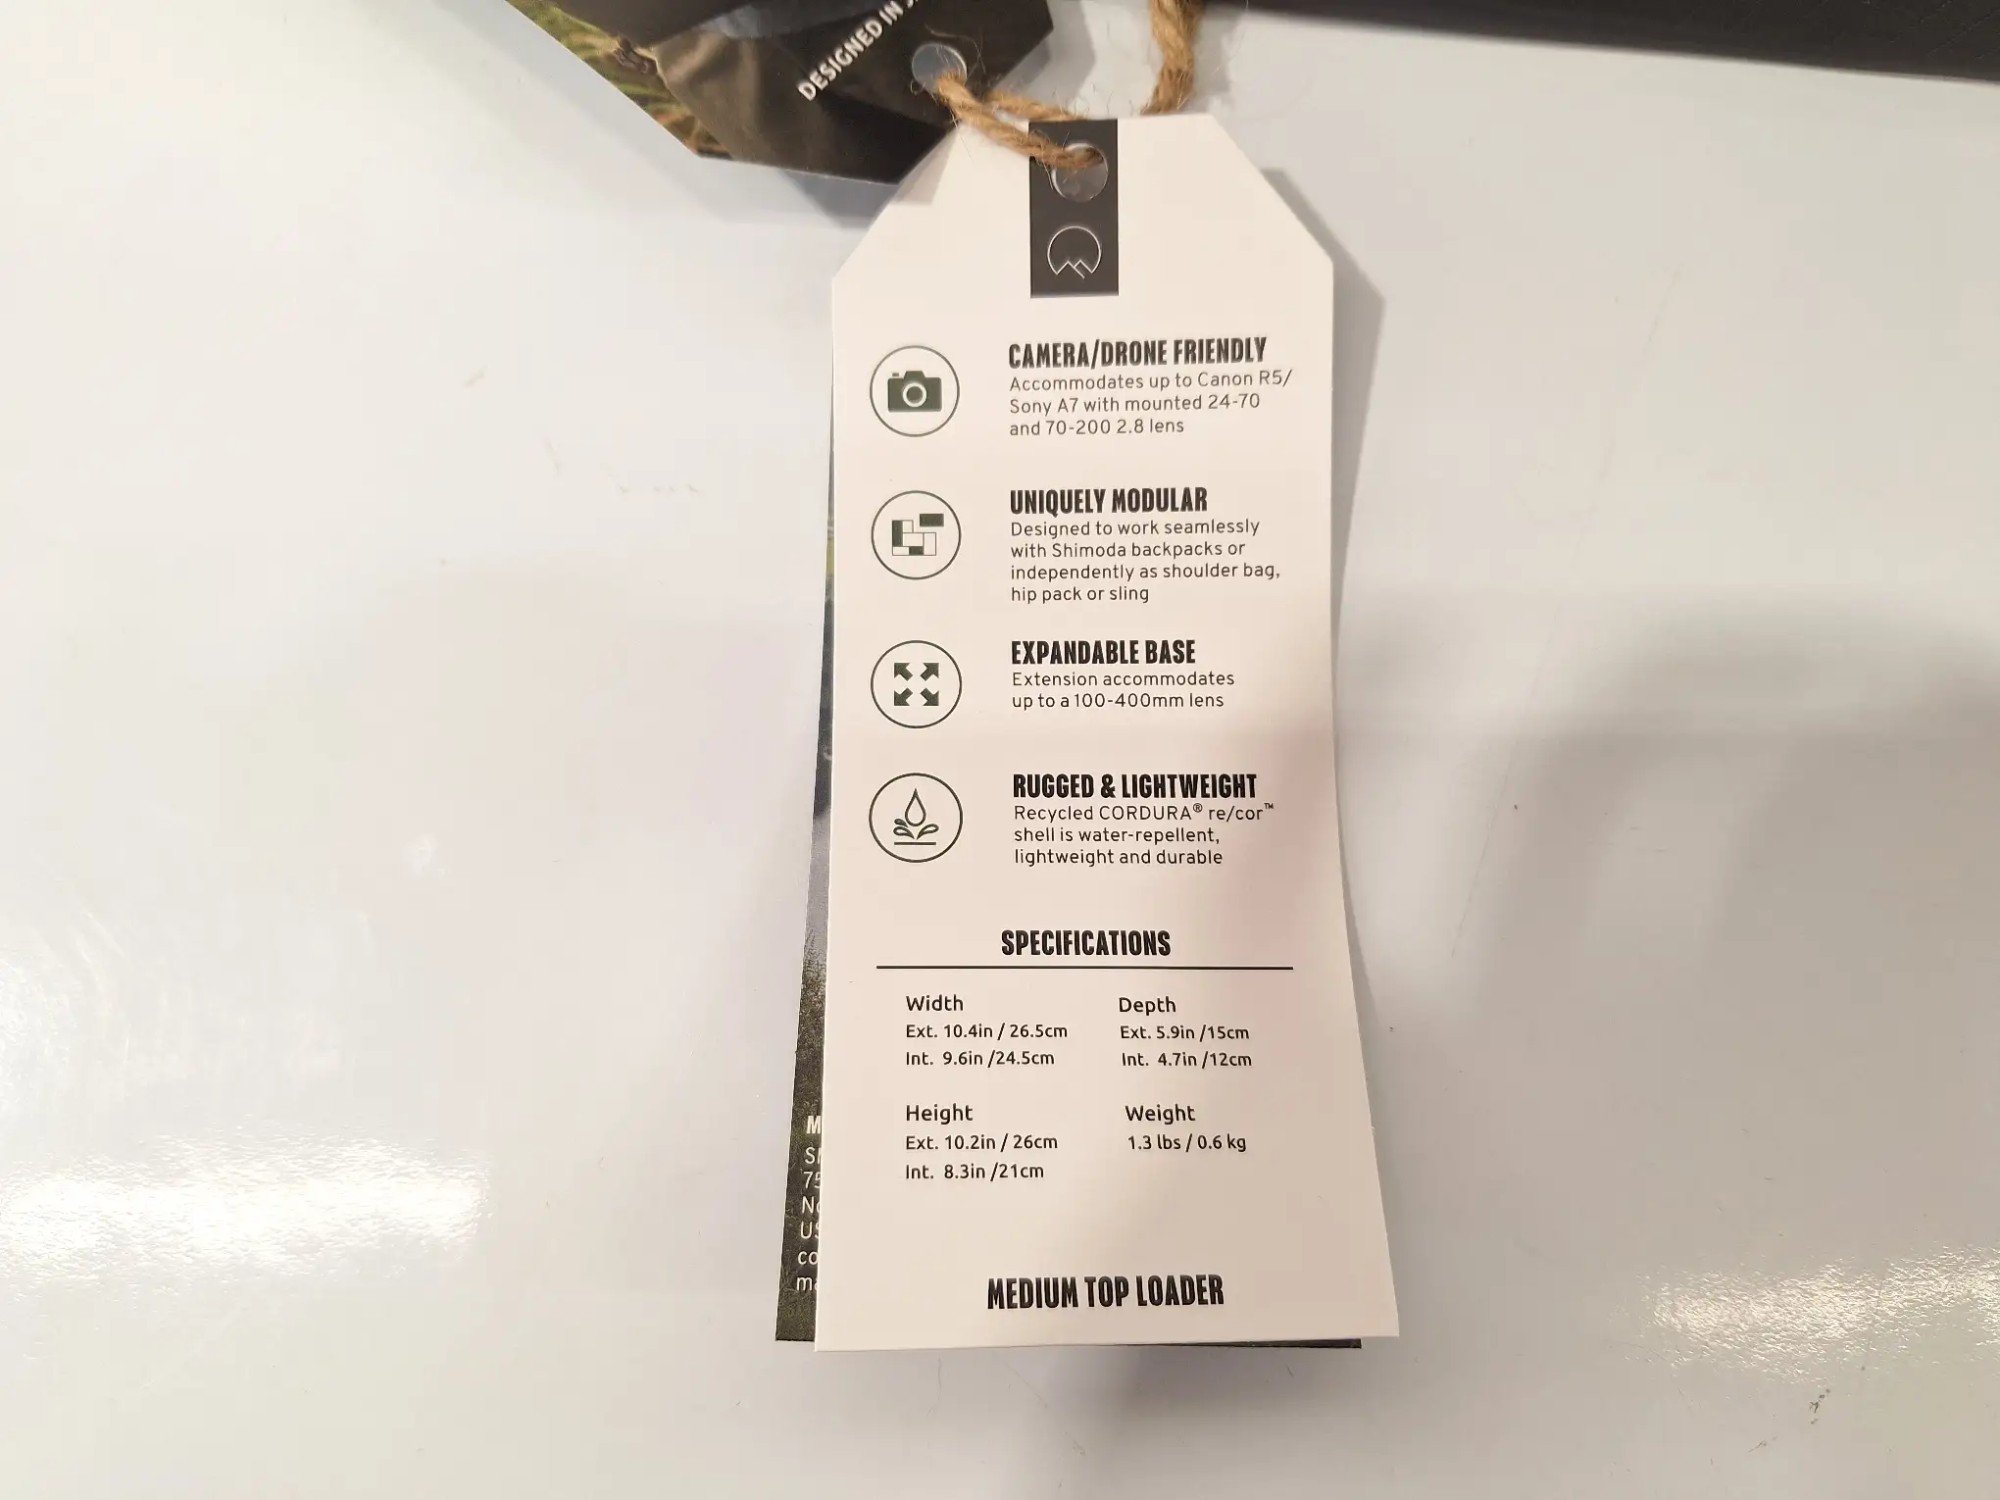 DESIGNED IN
CAMERA/DRONE FRIENDLY
Accommodates up to Canon R5/
Sony A7 with mounted 24-70
and 70-200 2.8 lens
UNIQUELY MODULAR
Designed to work seamlessly
with Shimoda backpacks or
independently as shoulder bag,
hip pack or sling
EXPANDABLE BASE
Extension accommodates
up to a 100-400mm lens
RUGGED & LIGHTWEIGHT
Recycled CORDURA® re/cor™
shell is water-repellent,
lightweight and durable
SPECIFICATIONS
Width
Ext. 10.4in / 26.5cm
Int. 9.6in /24.5cm
Depth
Ext. 5.9in /15cm
Int. 4.7in /12cm
Height
Ext. 10.2in / 26cm
Int. 8.3in /21cm
Weight
1.3 lbs / 0.6 kg
MEDIUM TOP LOADER